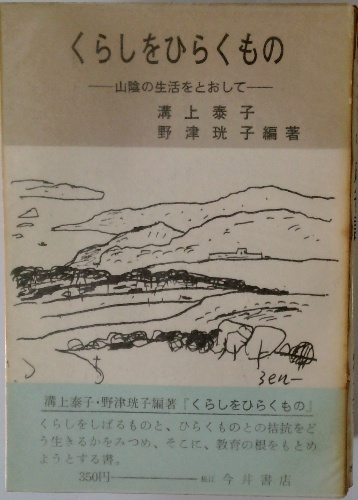 くらしをひらくもの
――山陰の生活をとおして――
溝上泰子
野津珖子編著
zen
溝上泰子・野津珖子編著『くらしをひらくもの』
くらしをしばるものと、ひらくものとの拮抗をど
う生きるかをみつめ、そこに、教育の根をもとめ
ようとする書。
350円―― 今井書店